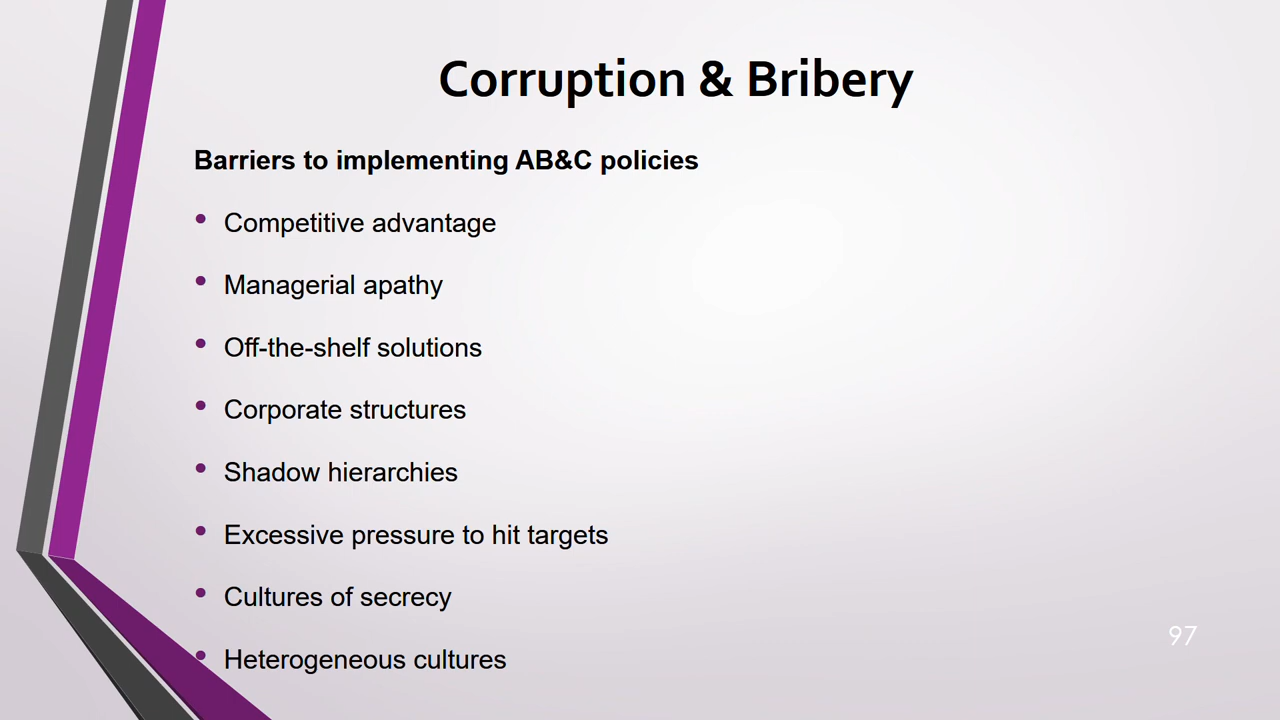 Corruption & Bribery
Barriers to implementing AB&C policies
• Competitive advantage
• Managerial apathy
• Off-the-shelf solutions
• Corporate structures
• Shadow hierarchies
• Excessive pressure to hit targets
• Cultures of secrecy
• Heterogeneous cultures
97